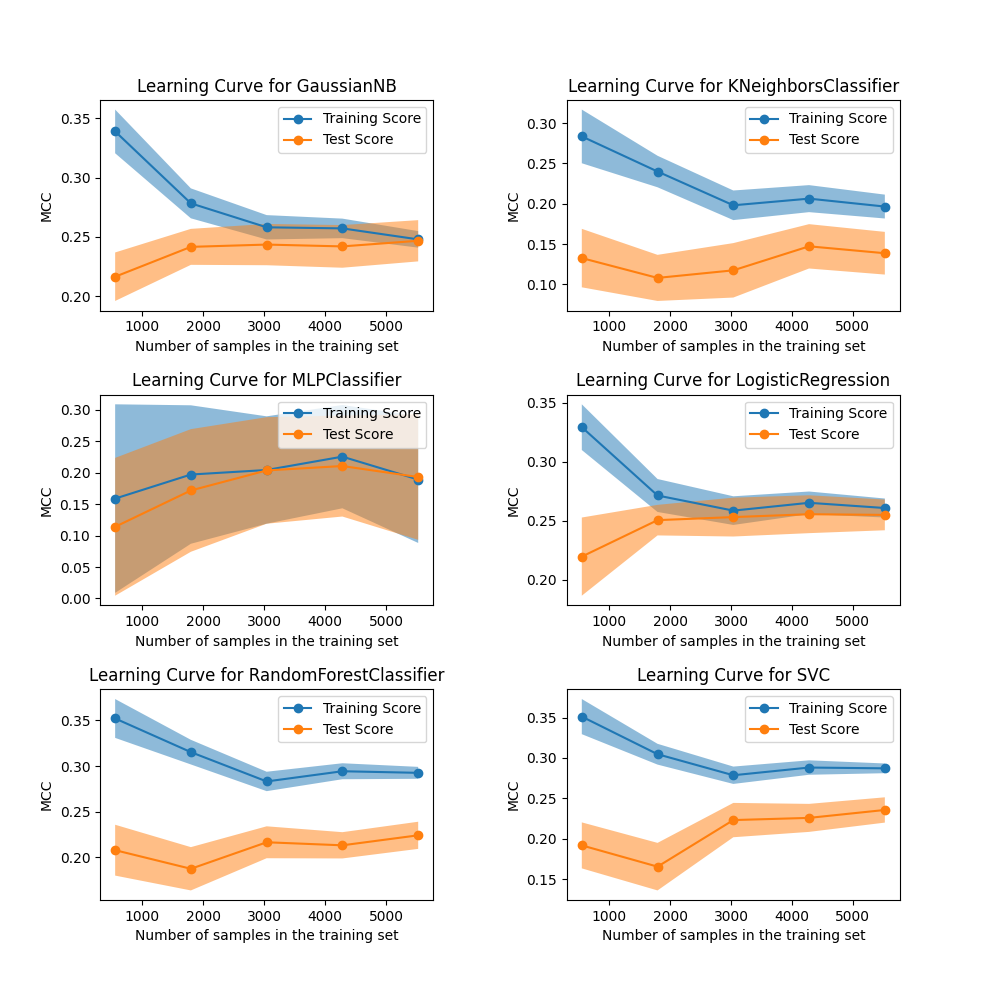 Learning Curve for GaussianNB
MCC
0.35
0.30
0.25
0.20
Training Score
Test Score
1000 2000 3000 4000 5000
Number of samples in the training set
Learning Curve for KNeighborsClassifier
MCC
0.30
0.25
0.20
0.15
0.10
Training Score
Test Score
1000 2000 3000 4000 5000
Number of samples in the training set
Learning Curve for MLPClassifier
MCC
0.30
0.25
0.20
0.15
0.10
0.05
0.00
Training Score
Test Score
1000 2000 3000 4000 5000
Number of samples in the training set
Learning Curve for LogisticRegression
MCC
0.35
0.30
0.25
0.20
Training Score
Test Score
1000 2000 3000 4000 5000
Number of samples in the training set
Learning Curve for RandomForestClassifier
MCC
0.35
0.30
0.25
0.20
Training Score
Test Score
1000 2000 3000 4000 5000
Number of samples in the training set
Learning Curve for SVC
MCC
0.35
0.30
0.25
0.20
0.15
Training Score
Test Score
1000 2000 3000 4000 5000
Number of samples in the training set